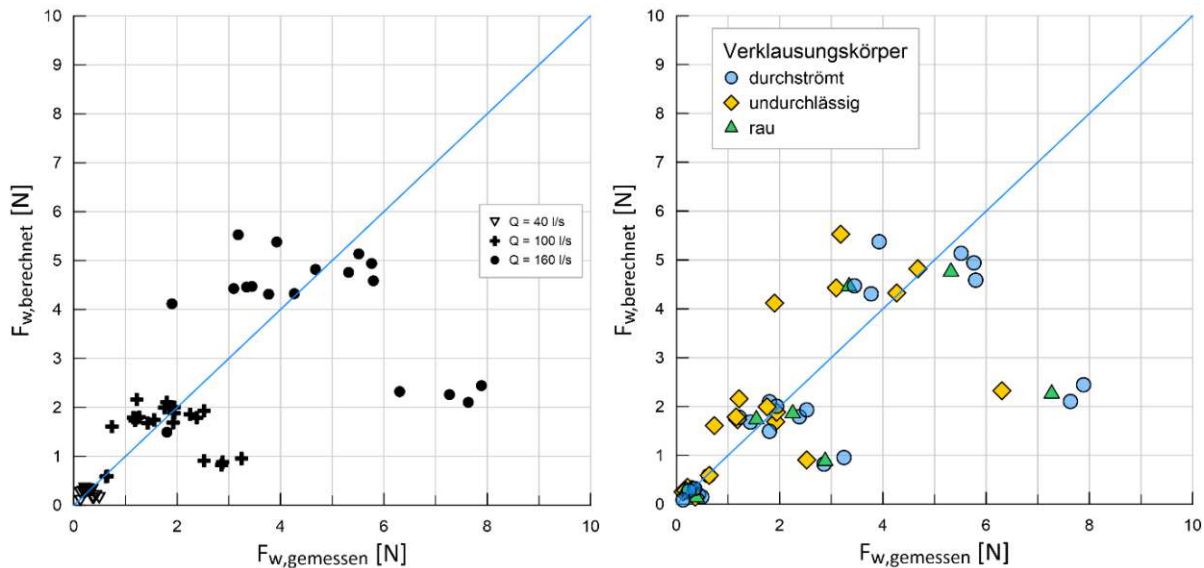 10
9
8
7
6
5
4
3
2
1
0
0 2 4 6 8 10
F_w,berechnet [N]
F_w,gemessen [N]
Q = 40 l/s
Q = 100 l/s
Q = 160 l/s
10
9
8
7
6
5
4
3
2
1
0
0 2 4 6 8 10
F_w,berechnet [N]
F_w,gemessen [N]
Verklausungskörper
durchströmt
undurchlässig
rau